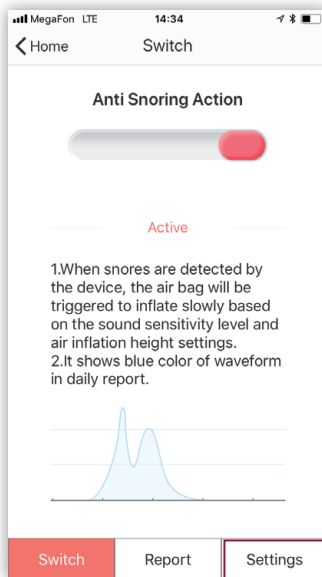 MegaFon LTE 14:34
Home Switch
Anti Snoring Action
Active
1.When snores are detected by
the device, the air bag will be
triggered to inflate slowly based
on the sound sensitivity level and
air inflation height settings.
2.It shows blue color of waveform
in daily report.
Switch Report Settings